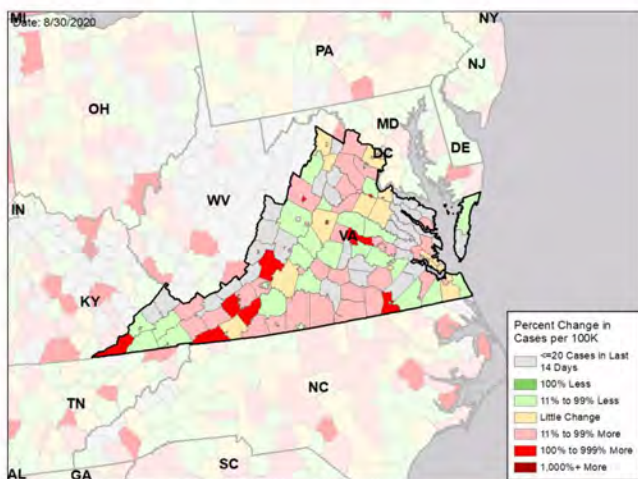 Date: 8/30/2020
MI
NY
PA
NJ
OH
MD
DC
DE
WV
IN
VA
KY
TN
NC
AL
GA
SC
Percent Change in
Cases per 100K
<=20 Cases in Last
14 Days
100% Less
11% to 99% Less
Little Change
11% to 99% More
100% to 999% More
1,000%+ More